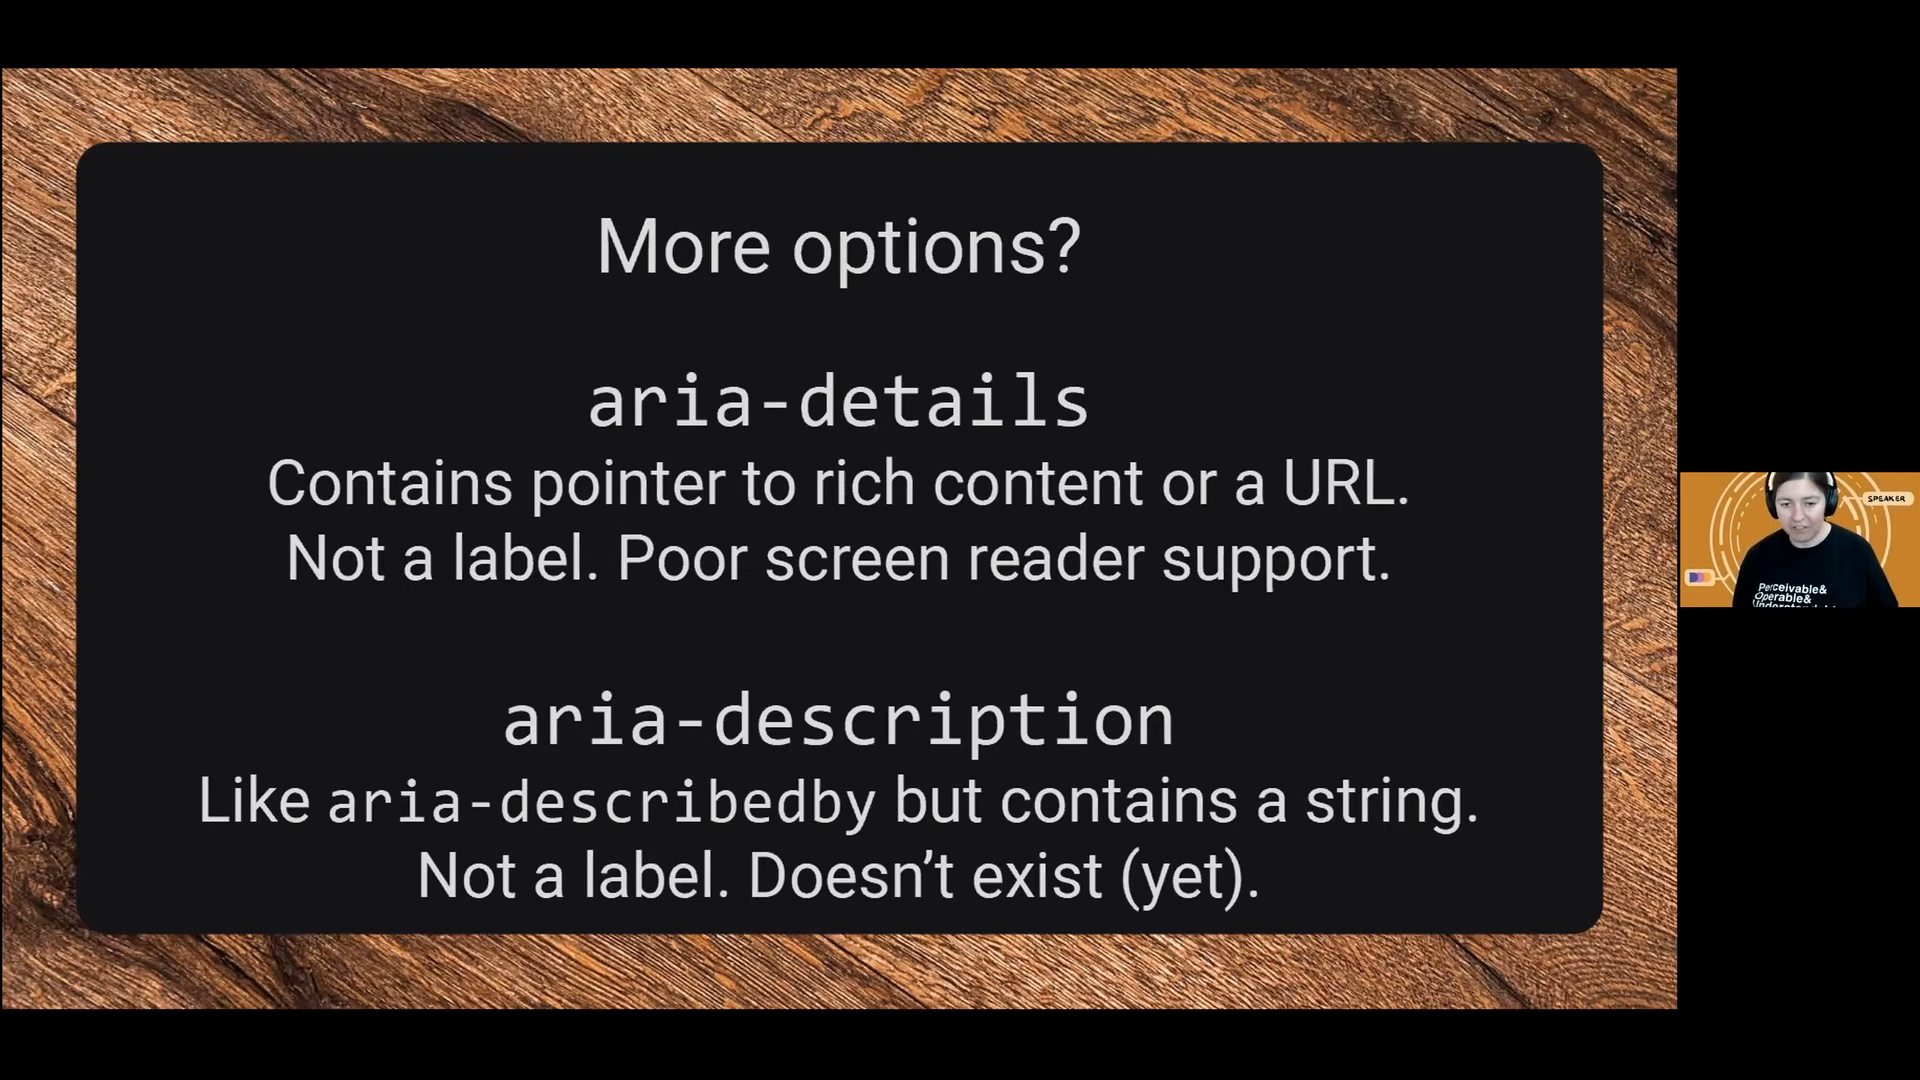 More options?
aria-details
Contains pointer to rich content or a URL.
Not a label. Poor screen reader support.
aria-description
Like aria-describedby but contains a string.
Not a label. Doesn’t exist (yet).
SPEAKER
Perceivable&
Operable&